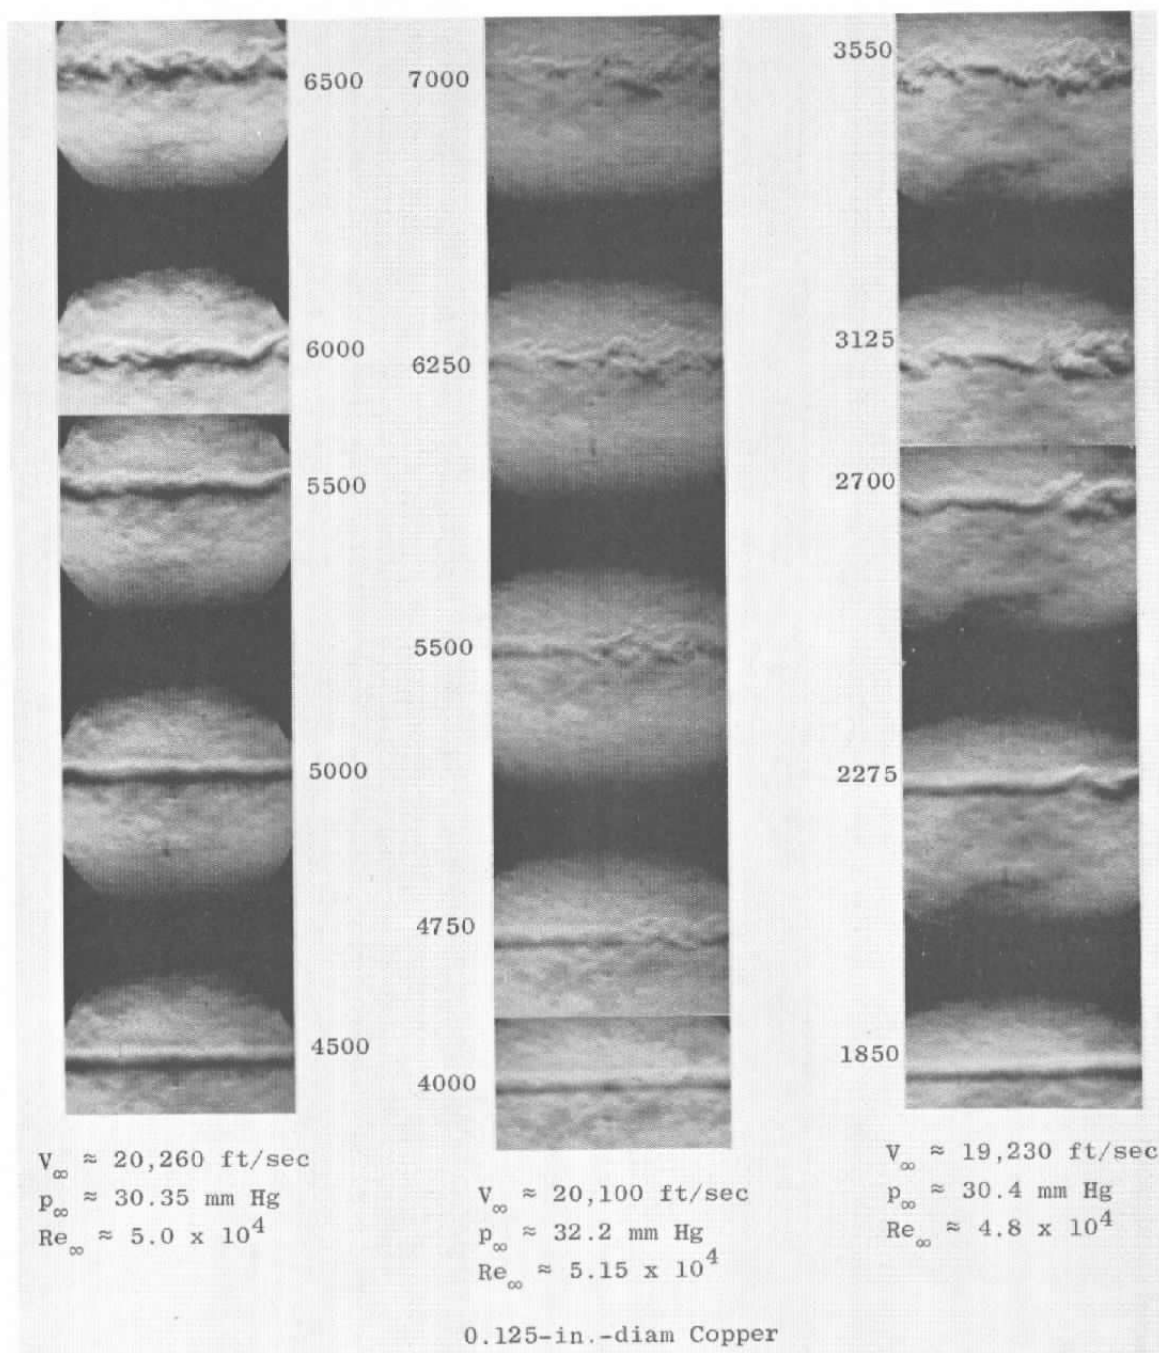 6500
6000
5500
5000
4500
V∞ ≈ 20,260 ft/sec
p∞ ≈ 30.35 mm Hg
Re∞ ≈ 5.0 x 10⁴
7000
6250
5500
4750
4000
V∞ ≈ 20,100 ft/sec
p∞ ≈ 32.2 mm Hg
Re∞ ≈ 5.15 x 10⁴
3550
3125
2700
2275
1850
V∞ ≈ 19,230 ft/sec
p∞ ≈ 30.4 mm Hg
Re∞ ≈ 4.8 x 10⁴
0.125-in.-diam Copper